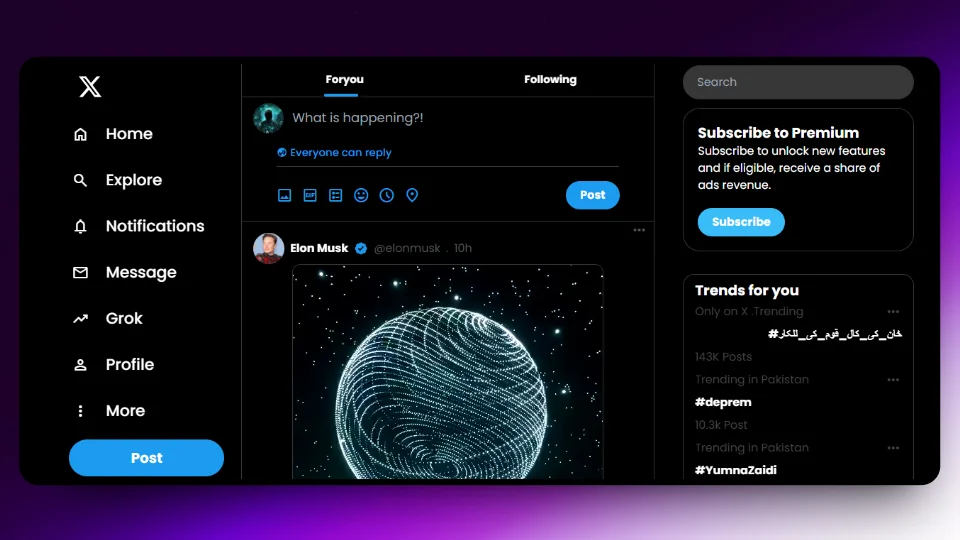 Home
Explore
Notifications
Message
Grok
Profile
More
Post
Foryou
Following
What is happening?!
Everyone can reply
GIF
Post
Elon Musk @elonmusk . 10h
Search
Subscribe to Premium
Subscribe to unlock new features
and if eligible, receive a share of
ads revenue.
Subscribe
Trends for you
Only on X .Trending
#خان_کی_کال_قوم_کی_للکار
143K Posts
Trending in Pakistan
#deprem
10.3k Post
Trending in Pakistan
#YumnaZaidi